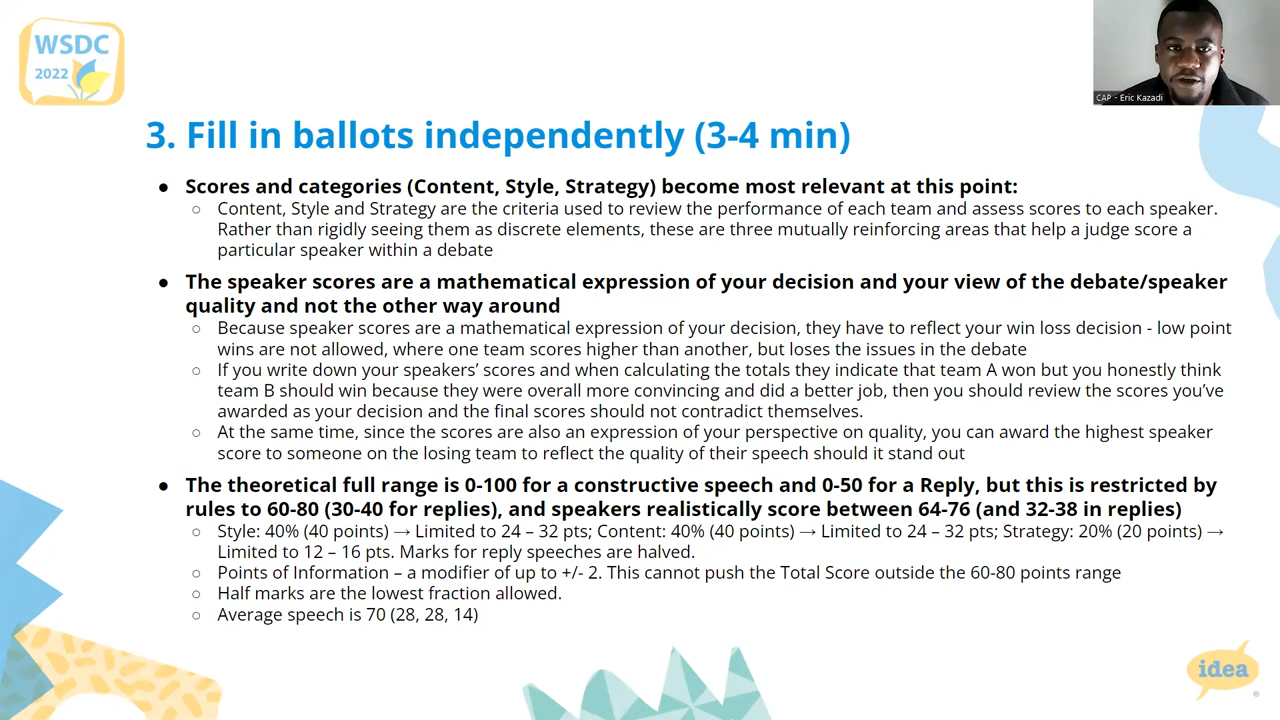 WSDC
2022
CAP - Eric Kazadi
3. Fill in ballots independently (3-4 min)
● Scores and categories (Content, Style, Strategy) become most relevant at this point:
○ Content, Style and Strategy are the criteria used to review the performance of each team and assess scores to each speaker.
Rather than rigidly seeing them as discrete elements, these are three mutually reinforcing areas that help a judge score a
particular speaker within a debate
● The speaker scores are a mathematical expression of your decision and your view of the debate/speaker
quality and not the other way around
○ Because speaker scores are a mathematical expression of your decision, they have to reflect your win loss decision - low point
wins are not allowed, where one team scores higher than another, but loses the issues in the debate
○ If you write down your speakers’ scores and when calculating the totals they indicate that team A won but you honestly think
team B should win because they were overall more convincing and did a better job, then you should review the scores you’ve
awarded as your decision and the final scores should not contradict themselves.
○ At the same time, since the scores are also an expression of your perspective on quality, you can award the highest speaker
score to someone on the losing team to reflect the quality of their speech should it stand out
● The theoretical full range is 0-100 for a constructive speech and 0-50 for a Reply, but this is restricted by
rules to 60-80 (30-40 for replies), and speakers realistically score between 64-76 (and 32-38 in replies)
○ Style: 40% (40 points) → Limited to 24 – 32 pts; Content: 40% (40 points) → Limited to 24 – 32 pts; Strategy: 20% (20 points) →
Limited to 12 – 16 pts. Marks for reply speeches are halved.
○ Points of Information – a modifier of up to +/- 2. This cannot push the Total Score outside the 60-80 points range
○ Half marks are the lowest fraction allowed.
○ Average speech is 70 (28, 28, 14)
idea
®